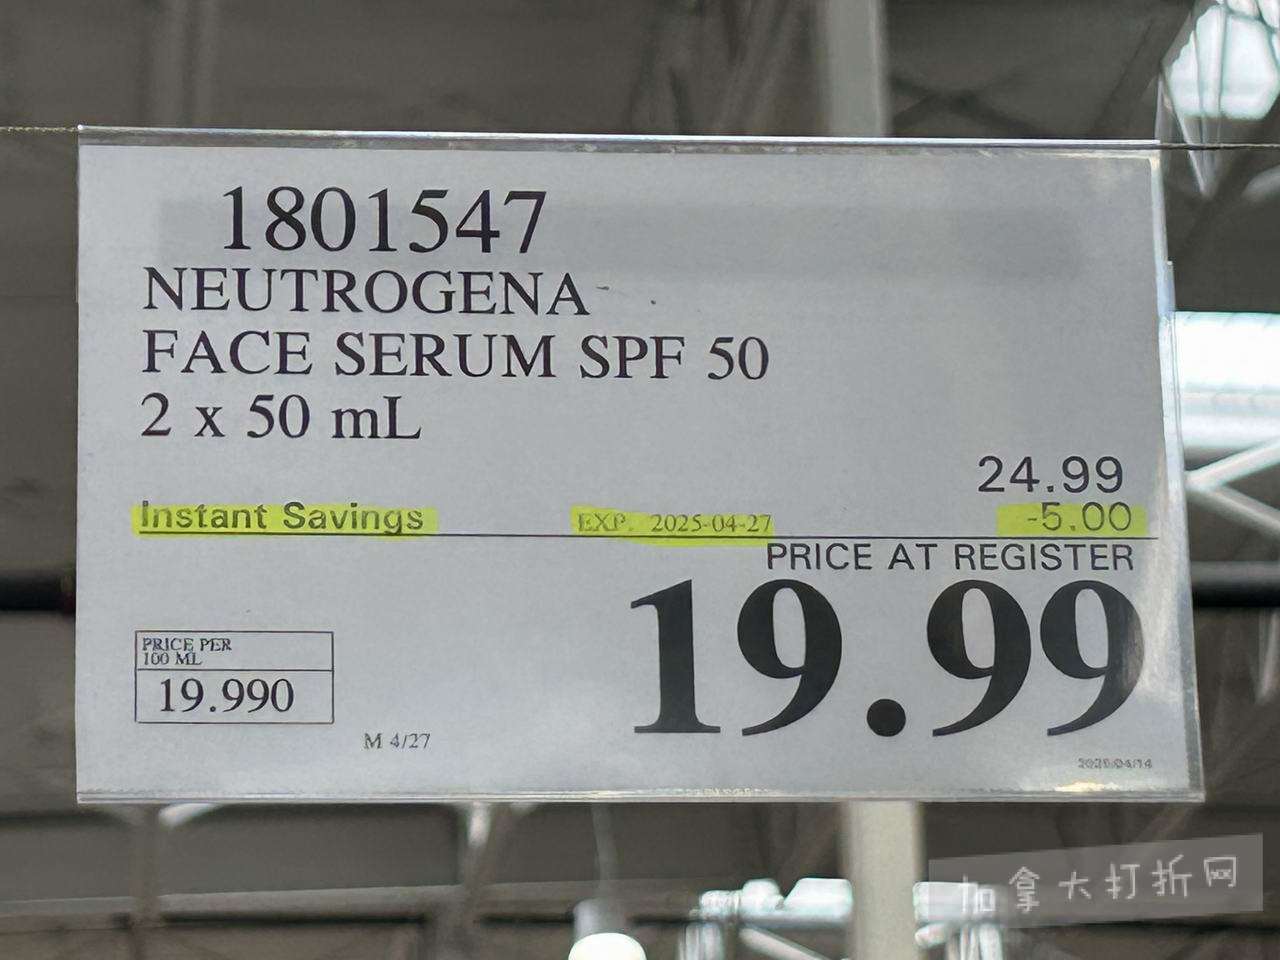 1801547
NEUTROGENA
FACE SERUM SPF 50
2 x 50 mL
24.99
Instant Savings EXP. 2025-04-27 -5.00
PRICE AT REGISTER
19.99
PRICE PER
100 ML
19.990
M 4/27
2025/04/14
加拿大打折网